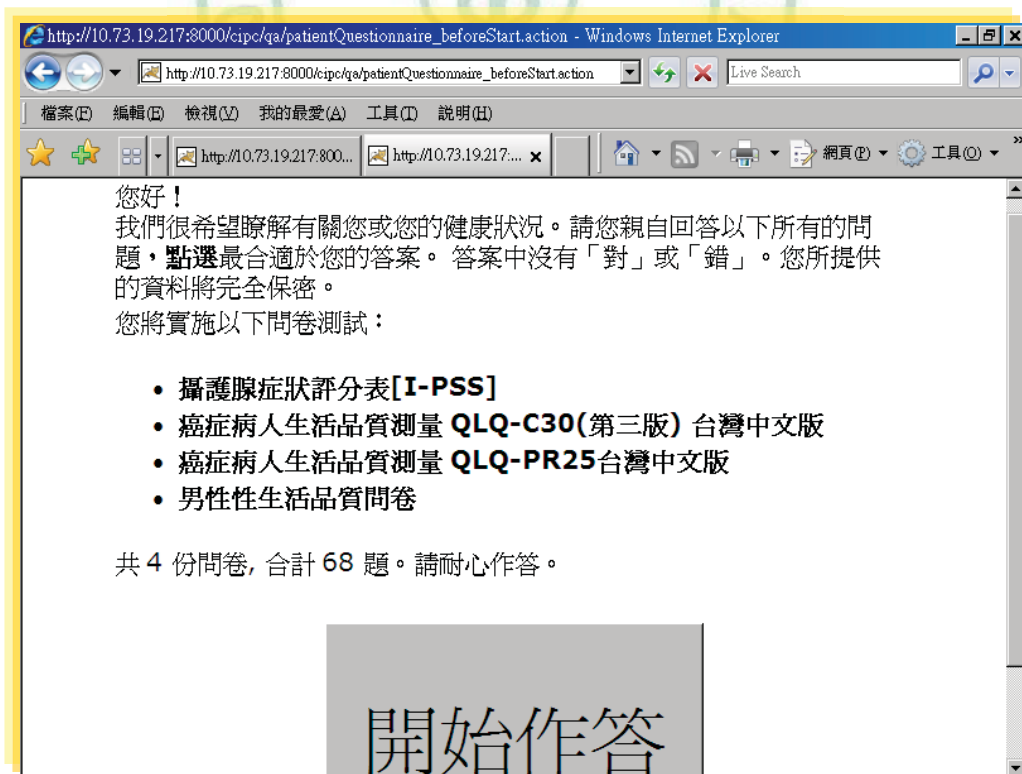 http://10.73.19.217:8000/cipc/qa/patientQuestionnaire_beforeStart.action - Windows Internet Explorer
http://10.73.19.217:8000/cipc/qa/patientQuestionnaire_beforeStart.action Live Search
檔案(F) 編輯(E) 檢視(V) 我的最愛(A) 工具(T) 說明(H)
http://10.73.19.217:800... http://10.73.19.217:... 網頁(P) 工具(O) »
您好！
我們很希望瞭解有關您或您的健康狀況。請您親自回答以下所有的問
題，點選最合適於您的答案。 答案中沒有「對」或「錯」。您所提供
的資料將完全保密。
您將實施以下問卷測試：
• 攝護腺症狀評分表[I-PSS]
• 癌症病人生活品質測量 QLQ-C30(第三版) 台灣中文版
• 癌症病人生活品質測量 QLQ-PR25台灣中文版
• 男性性生活品質問卷
共 4 份問卷, 合計 68 題。請耐心作答。
開始作答